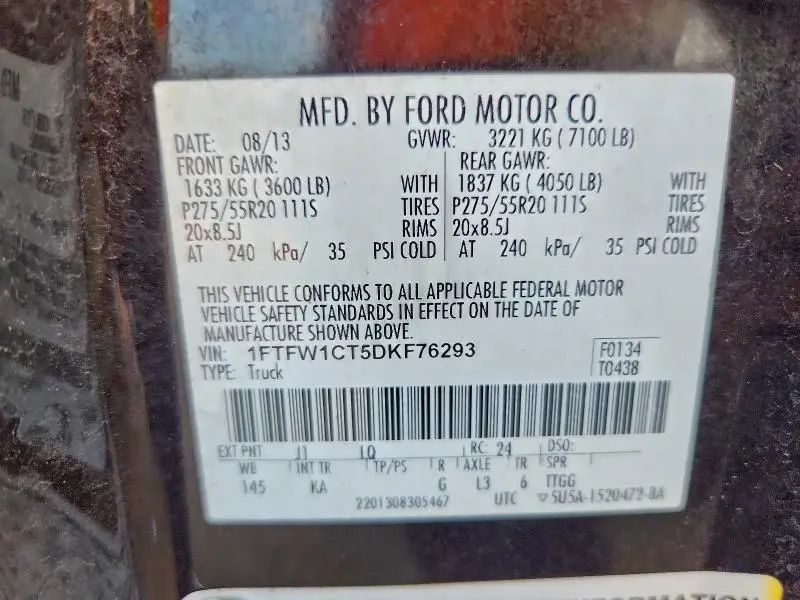 MFD. BY FORD MOTOR CO.
DATE: 08/13 GVWR: 3221 KG ( 7100 LB)
FRONT GAWR: REAR GAWR:
1633 KG ( 3600 LB) WITH 1837 KG ( 4050 LB) WITH
P275/55R20 111S TIRES P275/55R20 111S TIRES
20x8.5J RIMS 20x8.5J RIMS
AT 240 kPa/ 35 PSI COLD AT 240 kPa/ 35 PSI COLD
THIS VEHICLE CONFORMS TO ALL APPLICABLE FEDERAL MOTOR
VEHICLE SAFETY STANDARDS IN EFFECT ON THE DATE OF
MANUFACTURE SHOWN ABOVE.
VIN: 1FTFW1CT5DKF76293 F0134
TYPE: Truck T0438
EXT PNT J1 LQ RC: 24 DSO:
WB INT TR TP/PS R AXLE TR SPR
145 KA G L3 6 TTGG
2201308305467 UTC ▽5U5A-1520472-BA
INFORMATION